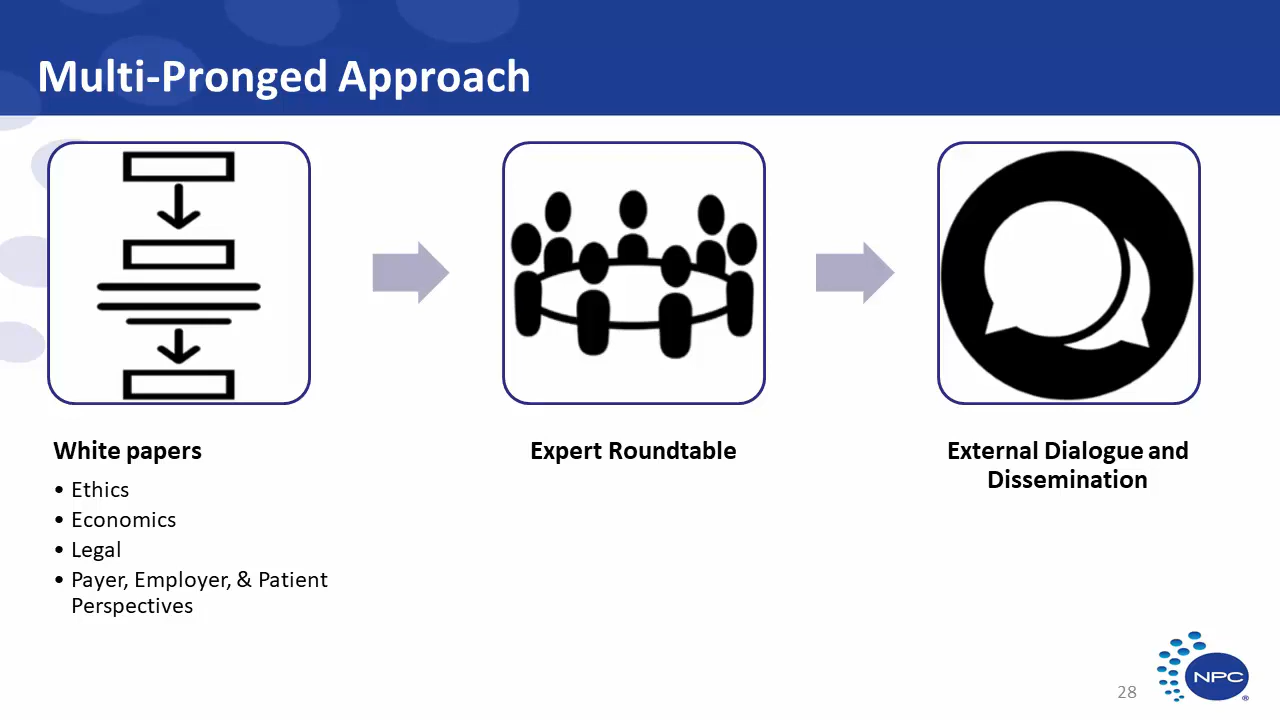 Multi-Pronged Approach
White papers
• Ethics
• Economics
• Legal
• Payer, Employer, & Patient
Perspectives
Expert Roundtable
External Dialogue and
Dissemination
28
NPC
®